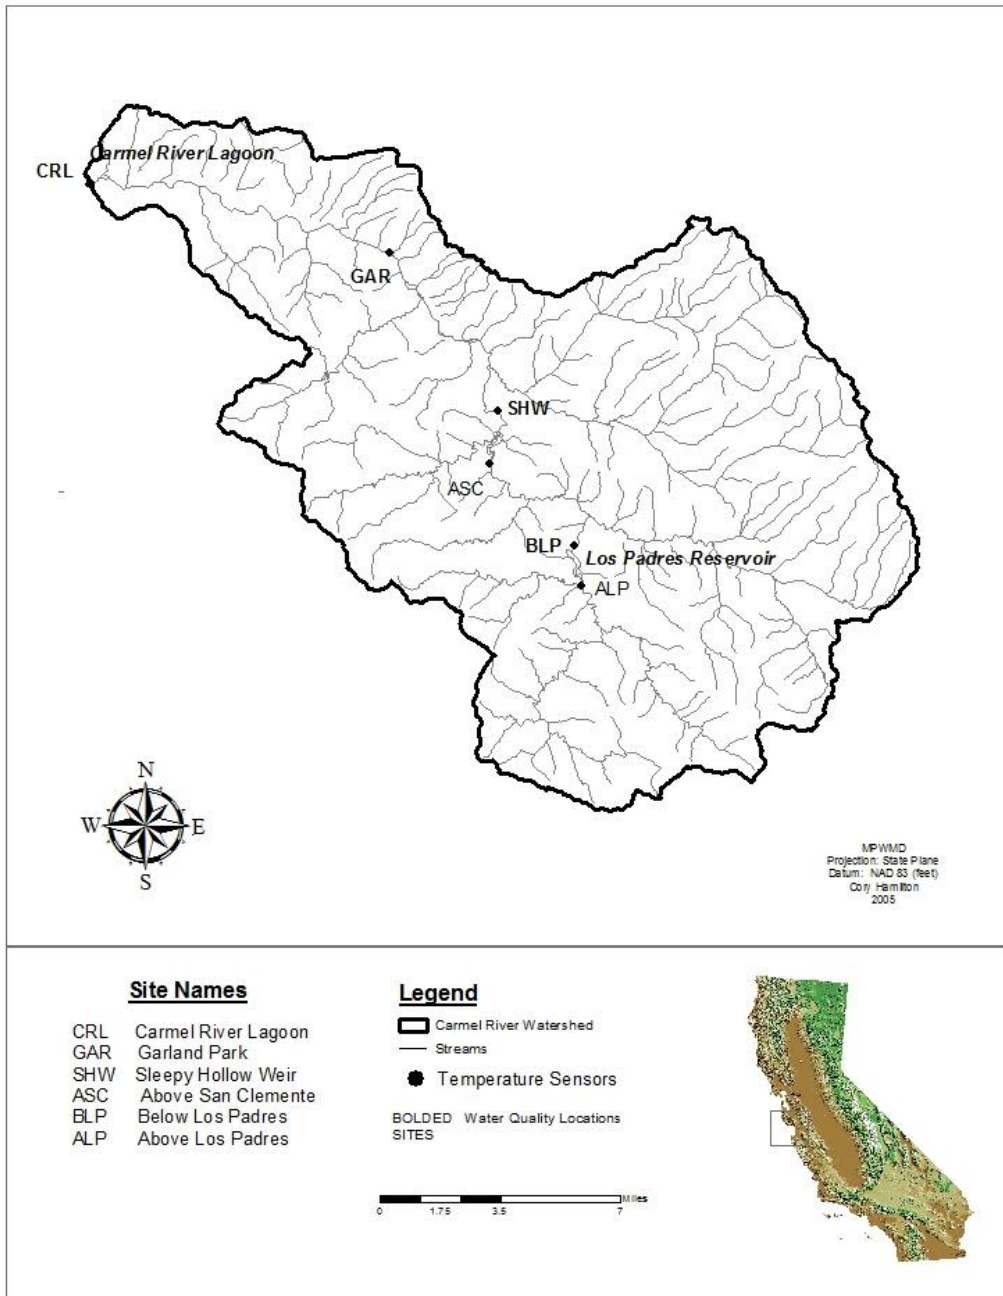 Carmel River Lagoon
CRL
GAR
SHW
ASC
BLP
Los Padres Reservoir
ALP
N
W E
S
MPWMD
Projection: State Plane
Datum: NAD 83 (feet)
Cory Hamilton
2005
Site Names
CRL Carmel River Lagoon
GAR Garland Park
SHW Sleepy Hollow Weir
ASC Above San Clemente
BLP Below Los Padres
ALP Above Los Padres
Legend
Carmel River Watershed
Streams
Temperature Sensors
BOLDED Water Quality Locations
SITES
Miles
0 1.75 3.5 7